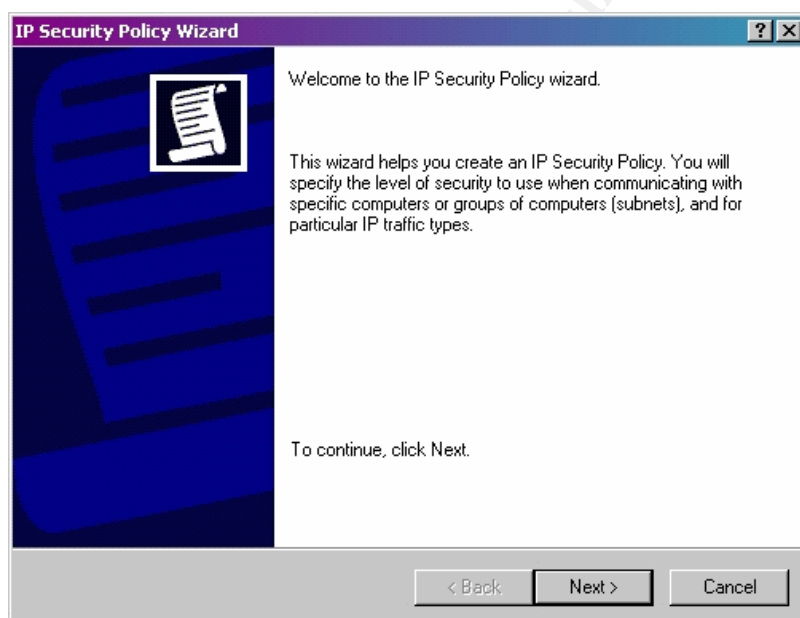 IP Security Policy Wizard
Welcome to the IP Security Policy wizard.
This wizard helps you create an IP Security Policy. You will
specify the level of security to use when communicating with
specific computers or groups of computers (subnets), and for
particular IP traffic types.
To continue, click Next.
< Back
Next >
Cancel